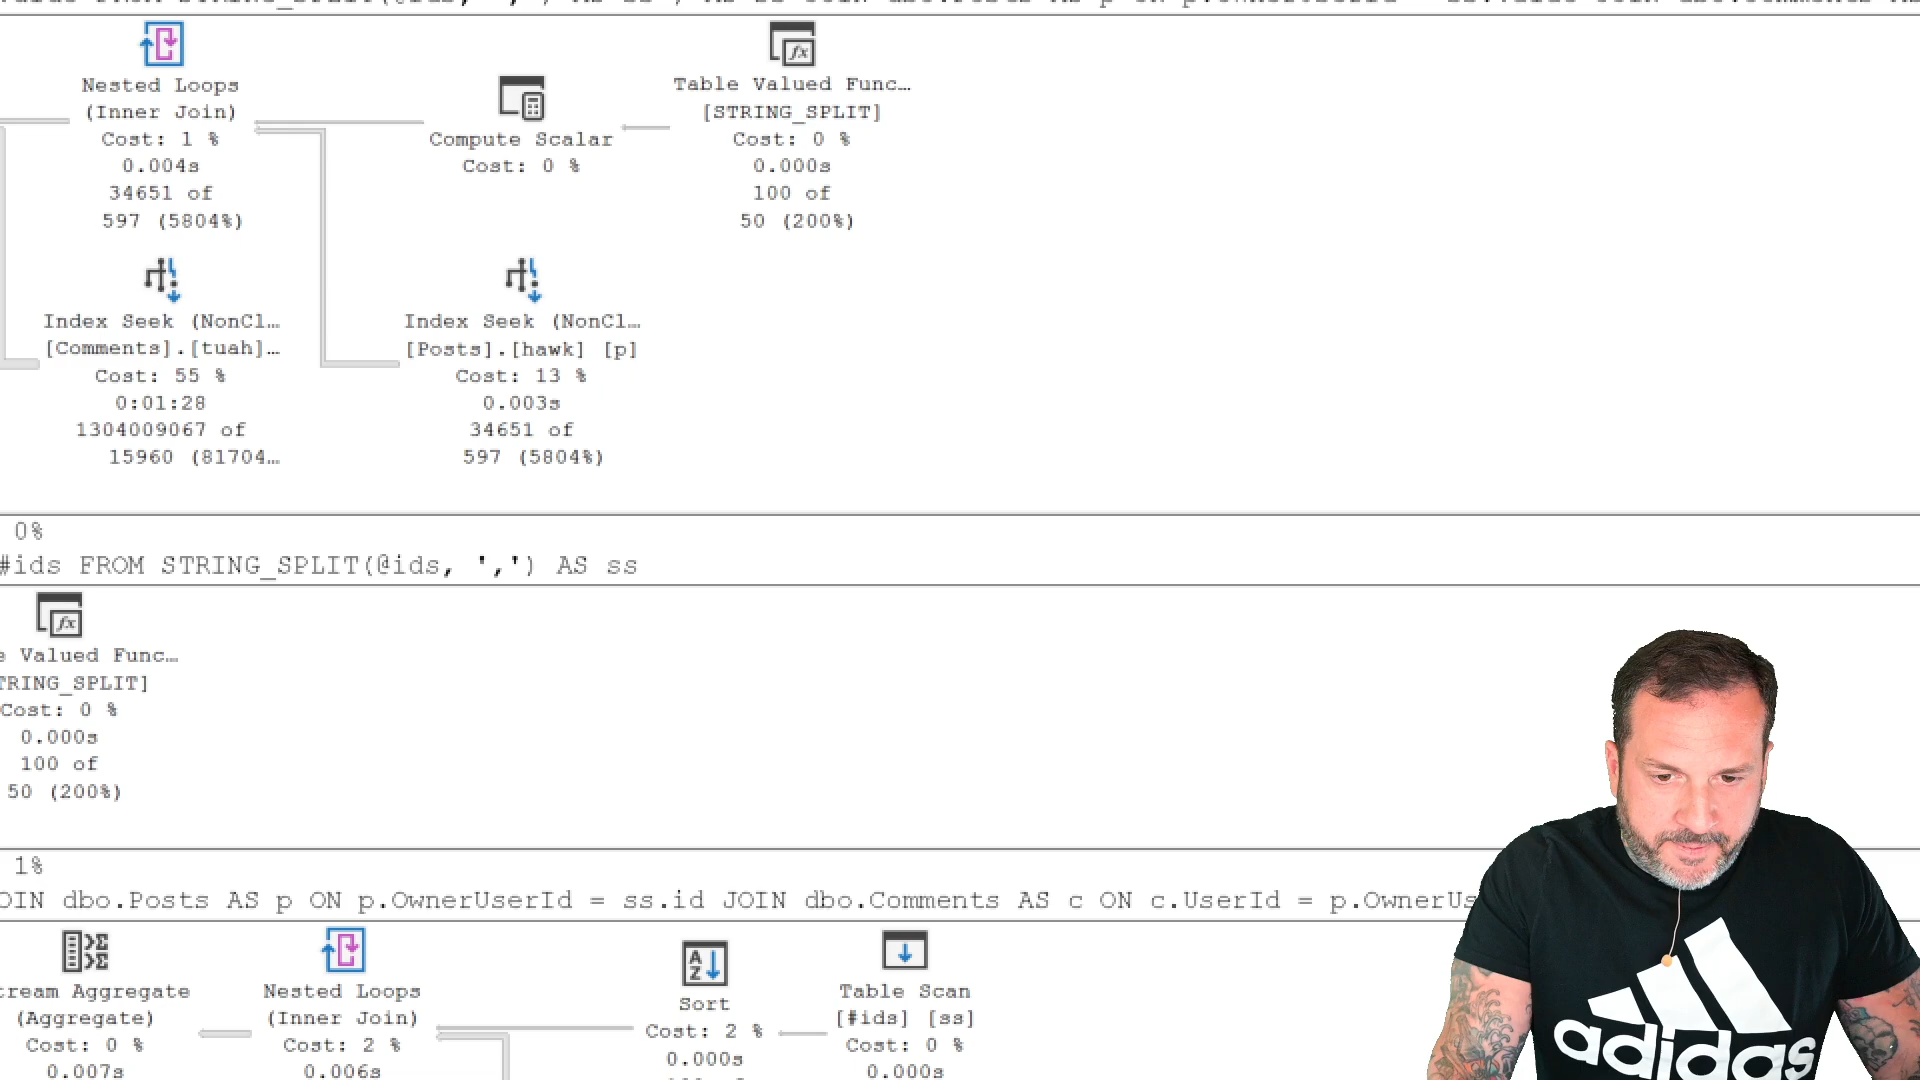 Nested Loops
(Inner Join)
Cost: 1 %
0.004s
34651 of
597 (5804%)
Compute Scalar
Cost: 0 %
Table Valued Func...
[STRING_SPLIT]
Cost: 0 %
0.000s
100 of
50 (200%)
Index Seek (NonCl...
[Comments].[tuah]...
Cost: 55 %
0:01:28
1304009067 of
15960 (81704...
Index Seek (NonCl...
[Posts].[hawk] [p]
Cost: 13 %
0.003s
34651 of
597 (5804%)
0%
#ids FROM STRING_SPLIT(@ids, ',') AS ss
e Valued Func...
TRING_SPLIT]
Cost: 0 %
0.000s
100 of
50 (200%)
1%
OIN dbo.Posts AS p ON p.OwnerUserId = ss.id JOIN dbo.Comments AS c ON c.UserId = p.OwnerUs
tream Aggregate
(Aggregate)
Cost: 0 %
0.007s
Nested Loops
(Inner Join)
Cost: 2 %
0.006s
Sort
Cost: 2 %
0.000s
Table Scan
[#ids] [ss]
Cost: 0 %
0.000s
adidas